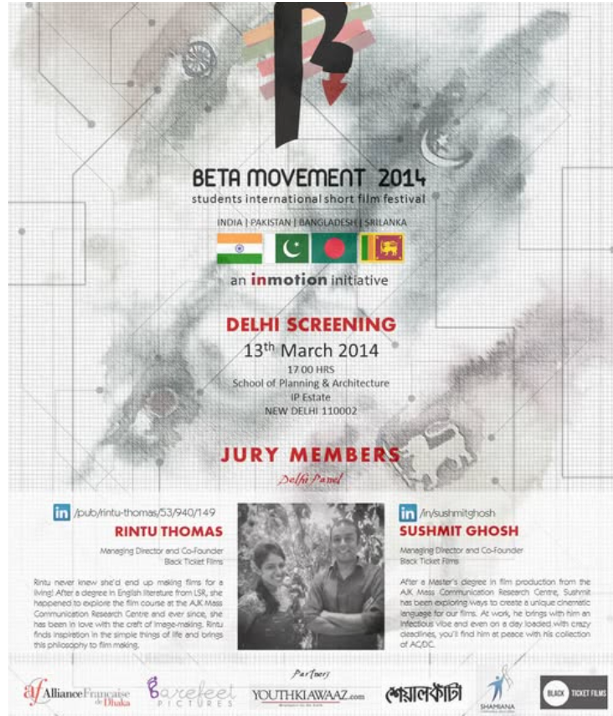 BETA MOVEMENT 2014
students international short film festival
INDIA | PAKISTAN | BANGLADESH | SRILANKA
an inmotion initiative
DELHI SCREENING
13th March 2014
17 00 HRS
School of Planning & Architecture
IP Estate
NEW DELHI 110002
JURY MEMBERS
Delhi Panel
in /pub/rintu-thomas/53/940/149
RINTU THOMAS
Managing Director and Co-Founder
Black Ticket Films
Rintu never knew she'd end up making films for a
living! After a degree in English literature from LSR, she
happened to explore the film course at the AJK Mass
Communication Research Centre and ever since, she
has been in love with the craft of image-making. Rintu
finds inspiration in the simple things of life and brings
this philosophy to film making.
in /in/sushmitghosh
SUSHMIT GHOSH
Managing Director and Co-Founder
Black Ticket Films
After a Master's degree in film production from the
AJK Mass Communication Research Centre, Sushmit
has been exploring ways to create a unique cinematic
language for our films. At work, he brings with him an
infectious vibe and even on a day loaded with crazy
deadlines, you'll find him at peace with his collection
of AC/DC.
Partners
af Alliance Française
de Dhaka
Barefeet
PICTURES
YOUTHKIAWAAZ.com
শেয়ালকাঁটা
SHAMIANA
BLACK TICKET FILMS